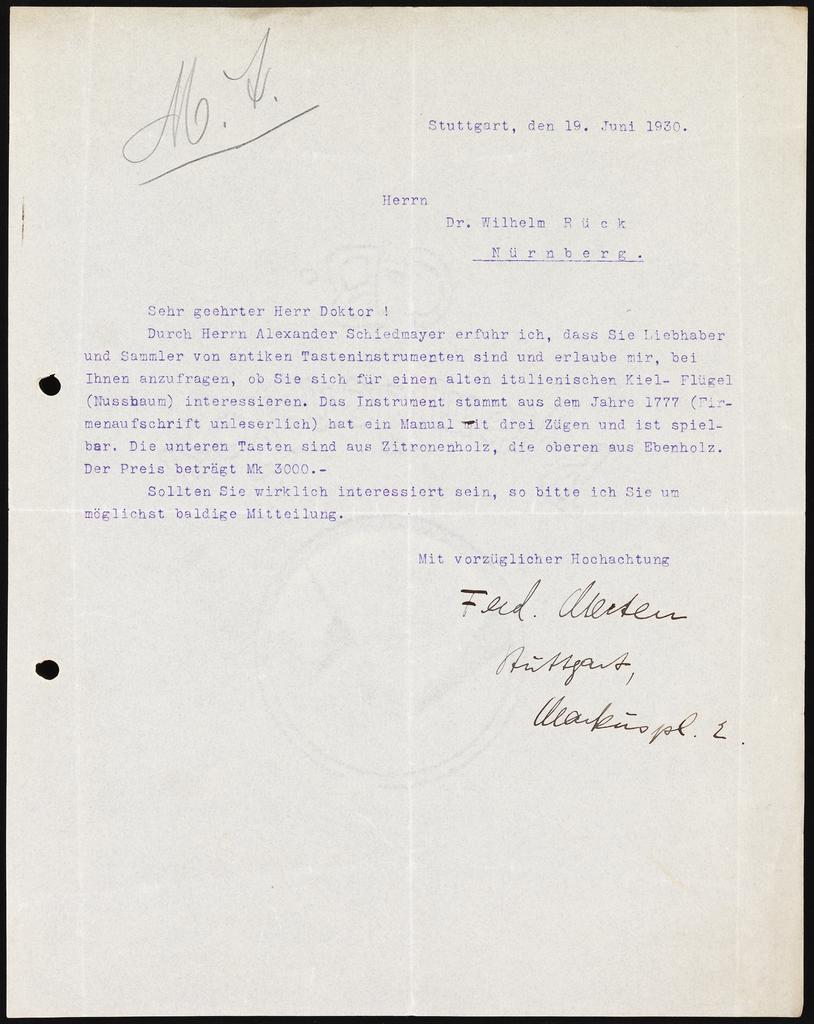 M. S.
Stuttgart, den 19. Juni 1930.
Herrn
Dr. Wilhelm R ü c k
N ü r n b e r g .
Sehr geehrter Herr Doktor !
Durch Herrn Alexander Schiedmayer erfuhr ich, dass Sie Liebhaber
und Sammler von antiken Tasteninstrumenten sind und erlaube mir, bei
Ihnen anzufragen, ob Sie sich für einen alten italienischen Kiel- Flügel
(Nussbaum) interessieren. Das Instrument stammt aus dem Jahre 1777 (Fir-
menaufschrift unleserlich) hat ein Manual mit drei Zügen und ist spiel-
bar. Die unteren Tasten sind aus Zitronenholz, die oberen aus Ebenholz.
Der Preis beträgt Mk 3000.-
Sollten Sie wirklich interessiert sein, so bitte ich Sie um
möglichst baldige Mitteilung.
Mit vorzüglicher Hochachtung
Ferd. Merten
Stuttgart,
Markuspl. 2.